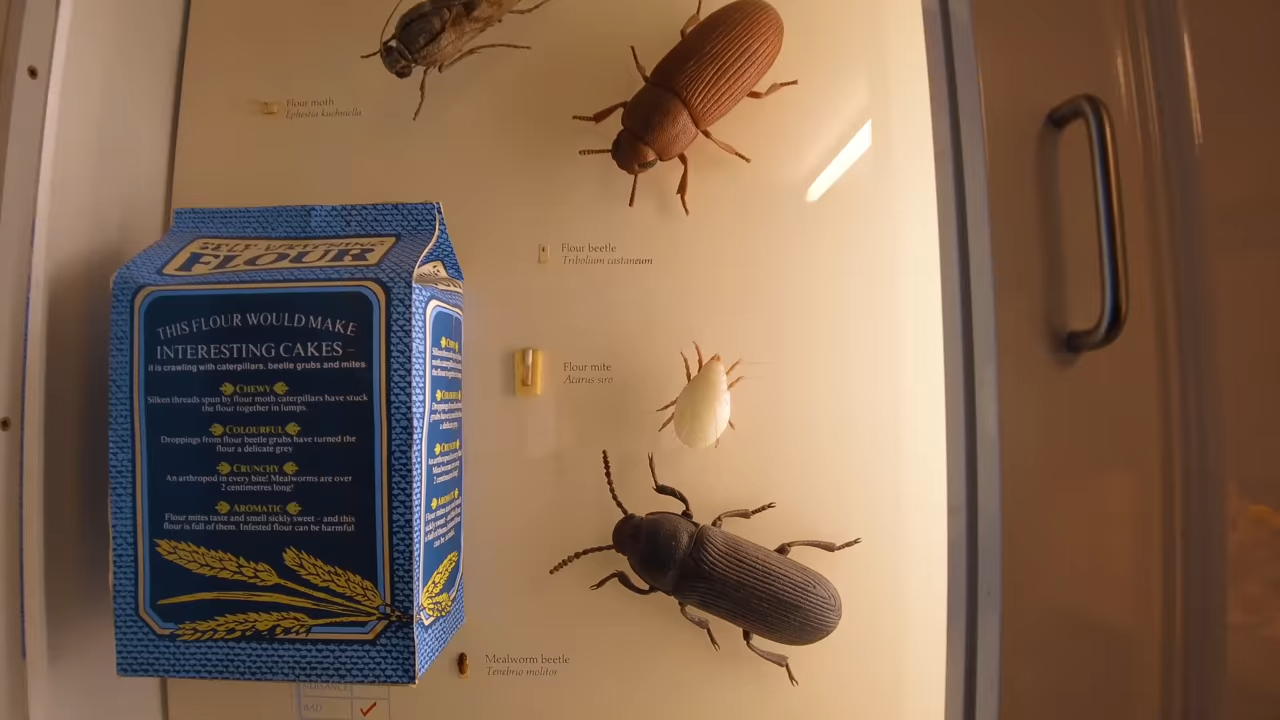 Flour moth
Ephestia kuehniella
Flour beetle
Tribolium castaneum
Flour mite
Acarus siro
Mealworm beetle
Tenebrio molitor
FLOUR
THIS FLOUR WOULD MAKE
INTERESTING CAKES –
it is crawling with caterpillars, beetle grubs and mites
CHEWY
Silken threads spun by flour moth caterpillars have stuck
the flour together in lumps.
COLOURFUL
Droppings from flour beetle grubs have turned the
flour a delicate grey
CRUNCHY
An arthropod in every bite! Mealworms are over
2 centimetres long!
AROMATIC
Flour mites taste and smell sickly sweet – and this
flour is full of them. Infested flour can be harmful
BAD